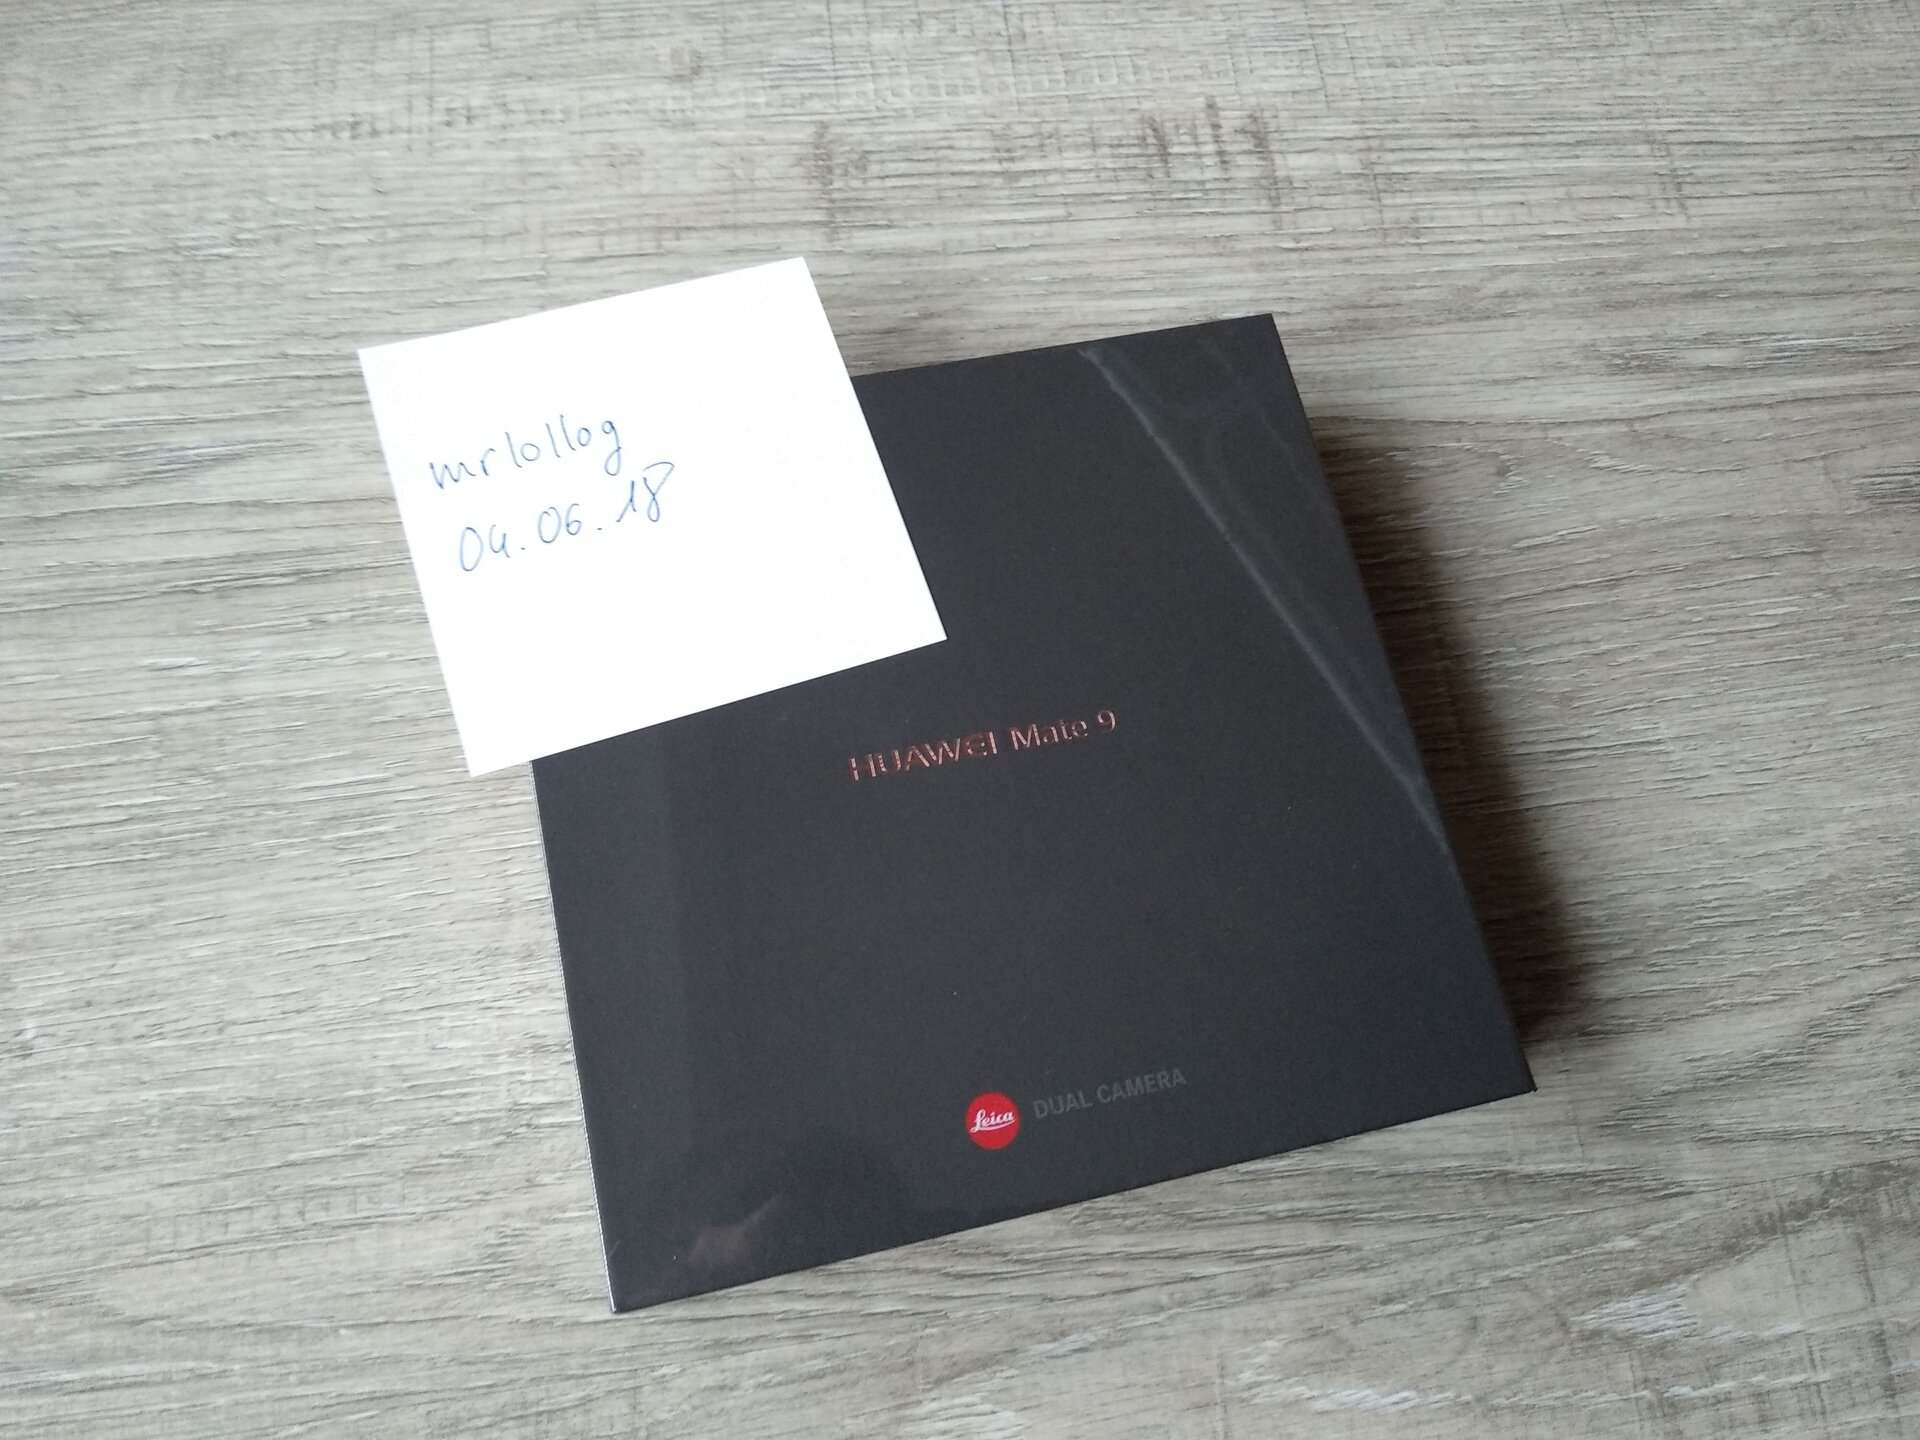 mrlollog
04.06.18
HUAWEI Mate 9
Leica DUAL CAMERA